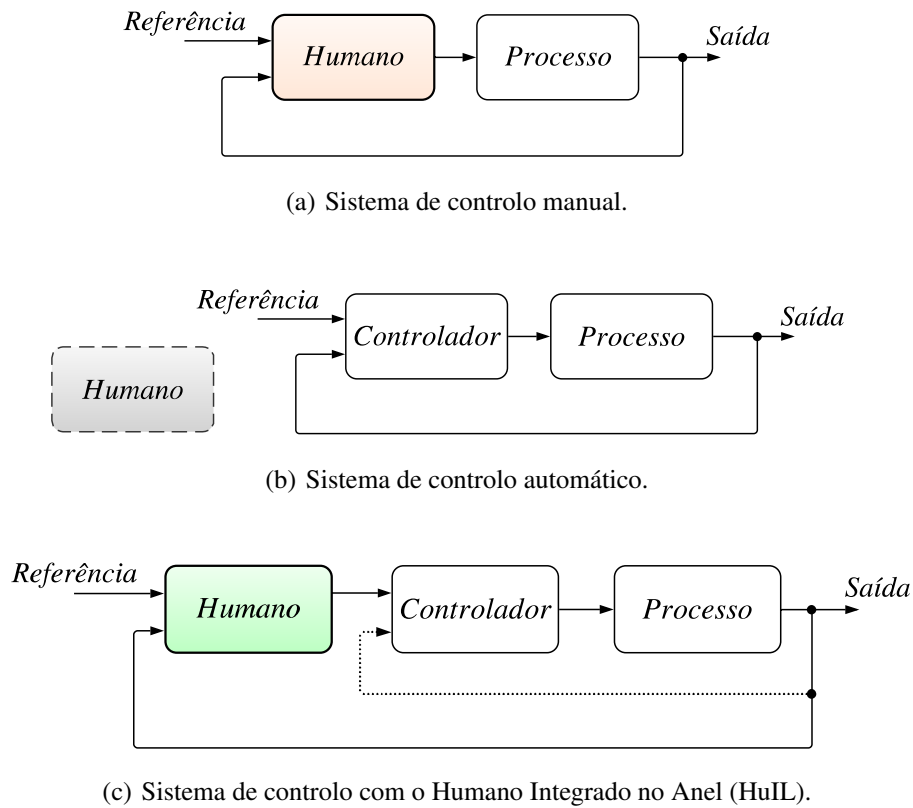 Referência
Humano
Processo
Saída
(a) Sistema de controlo manual.
Referência
Controlador
Processo
Saída
Humano
(b) Sistema de controlo automático.
Referência
Humano
Controlador
Processo
Saída
(c) Sistema de controlo com o Humano Integrado no Anel (HuIL).